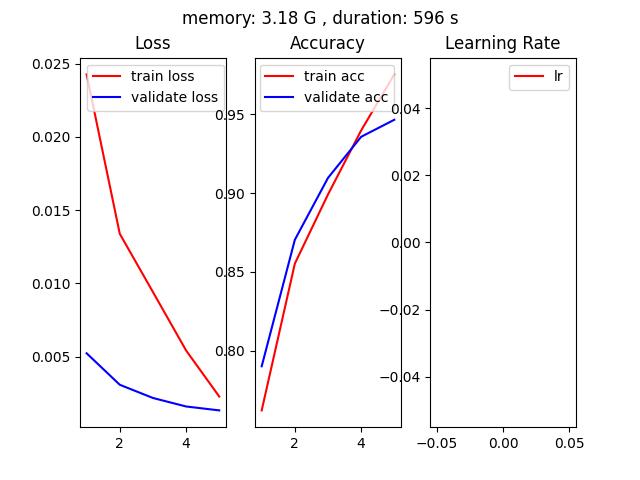 memory: 3.18 G , duration: 596 s
Loss
Accuracy
Learning Rate
train loss
validate loss
train acc
validate acc
lr
0.025
0.020
0.015
0.010
0.005
2
4
0.95
0.90
0.85
0.80
2
4
0.04
0.02
0.00
−0.02
−0.04
−0.05
0.00
0.05